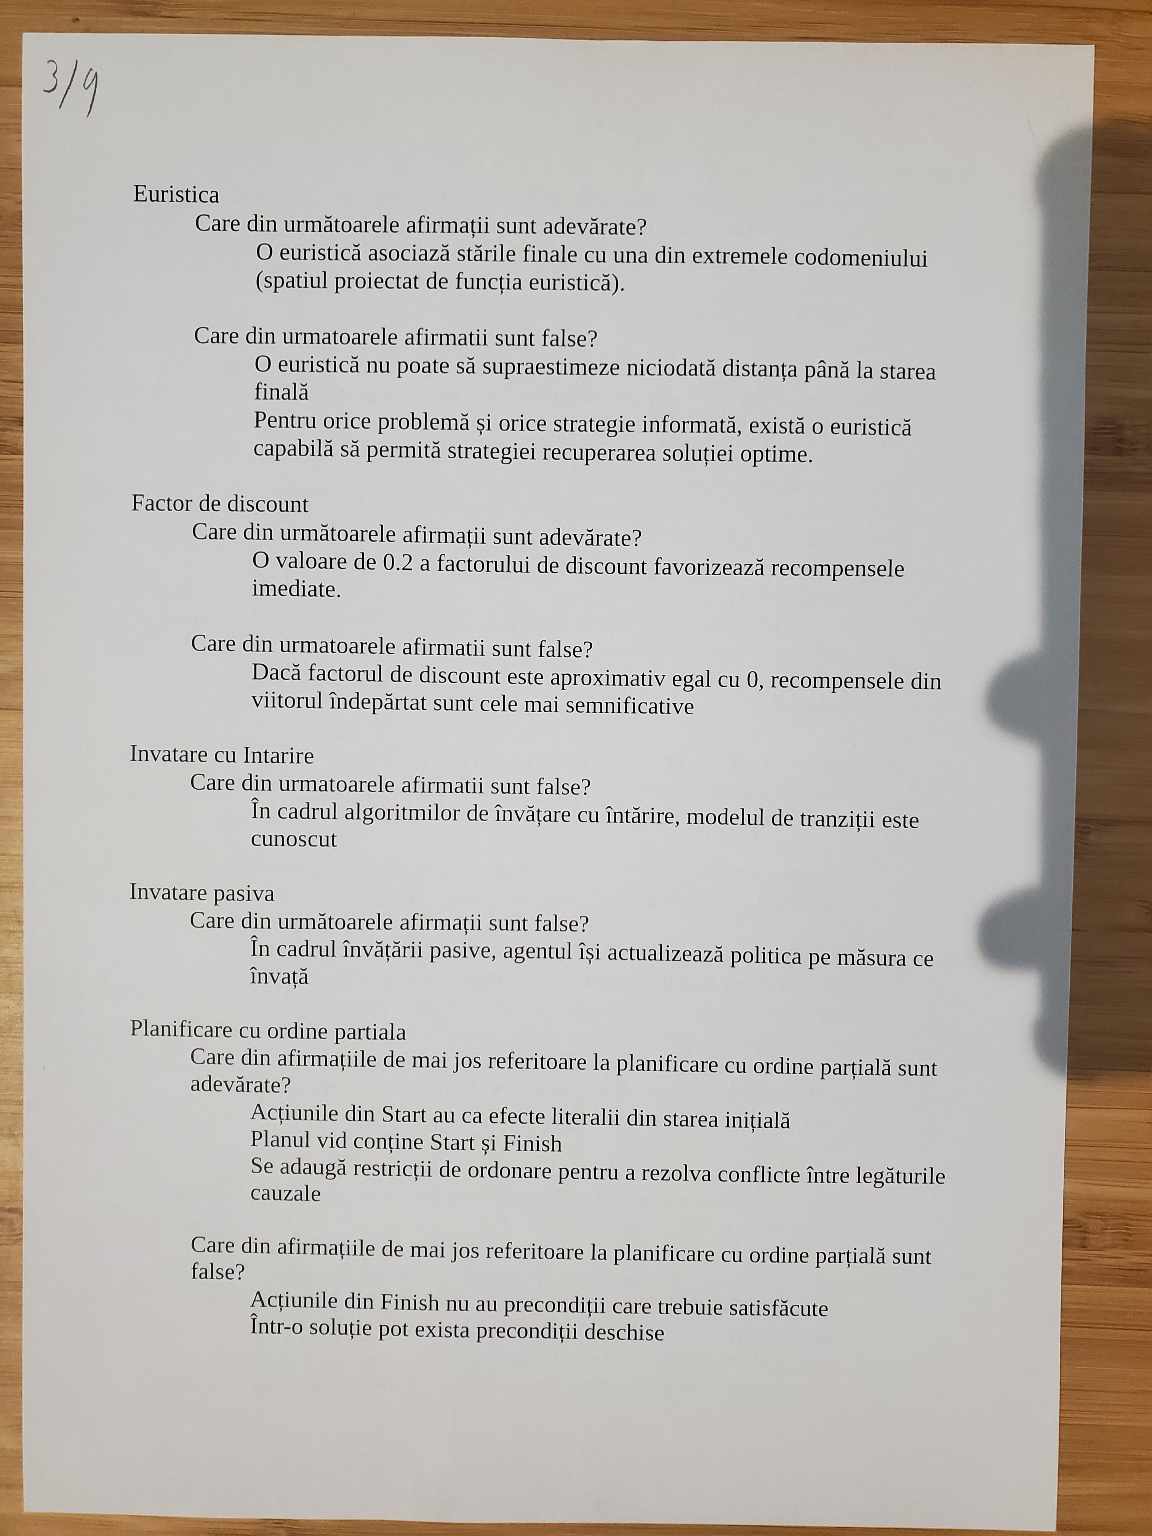 3/9
Euristica
Care din următoarele afirmații sunt adevărate?
O euristică asociază stările finale cu una din extremele codomeniului
(spatiul proiectat de funcția euristică).
Care din urmatoarele afirmatii sunt false?
O euristică nu poate să supraestimeze niciodată distanța până la starea
finală
Pentru orice problemă și orice strategie informată, există o euristică
capabilă să permită strategiei recuperarea soluției optime.
Factor de discount
Care din următoarele afirmații sunt adevărate?
O valoare de 0.2 a factorului de discount favorizează recompensele
imediate.
Care din urmatoarele afirmatii sunt false?
Dacă factorul de discount este aproximativ egal cu 0, recompensele din
viitorul îndepărtat sunt cele mai semnificative
Invatare cu Intarire
Care din urmatoarele afirmatii sunt false?
În cadrul algoritmilor de învățare cu întărire, modelul de tranziții este
cunoscut
Invatare pasiva
Care din următoarele afirmații sunt false?
În cadrul învățării pasive, agentul își actualizează politica pe măsura ce
învață
Planificare cu ordine partiala
Care din afirmațiile de mai jos referitoare la planificare cu ordine parțială sunt
adevărate?
Acțiunile din Start au ca efecte literalii din starea inițială
Planul vid conține Start și Finish
Se adaugă restricții de ordonare pentru a rezolva conflicte între legăturile
cauzale
Care din afirmațiile de mai jos referitoare la planificare cu ordine parțială sunt
false?
Acțiunile din Finish nu au precondiții care trebuie satisfăcute
Într-o soluție pot exista precondiții deschise